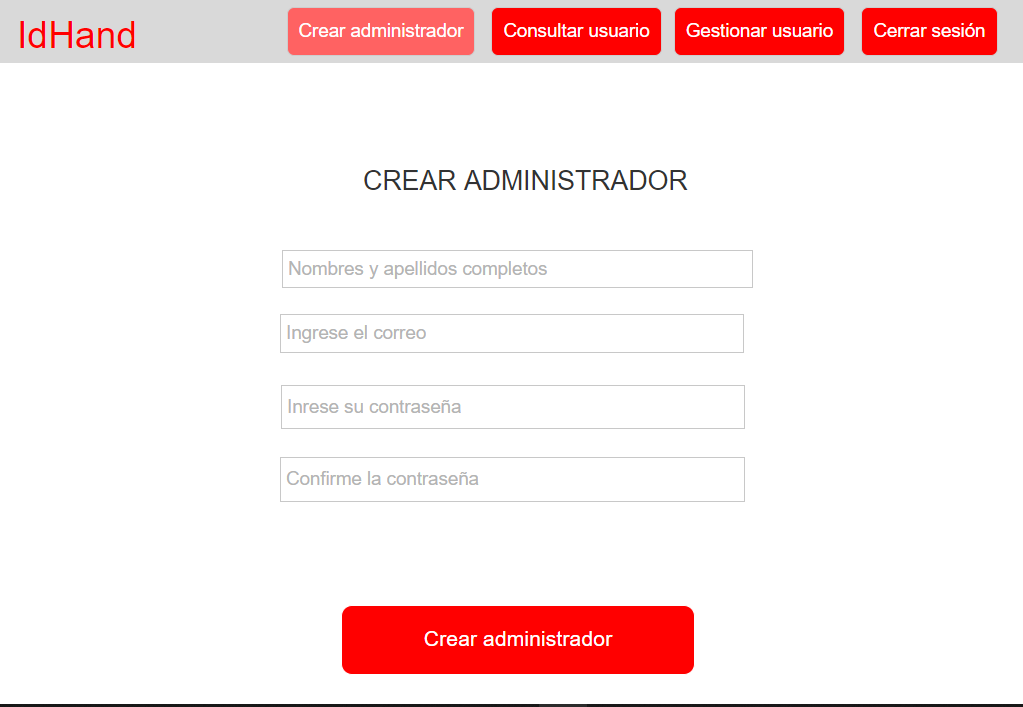 IdHand
Crear administrador
Consultar usuario
Gestionar usuario
Cerrar sesión
CREAR ADMINISTRADOR
Nombres y apellidos completos
Ingrese el correo
Inrese su contraseña
Confirme la contraseña
Crear administrador